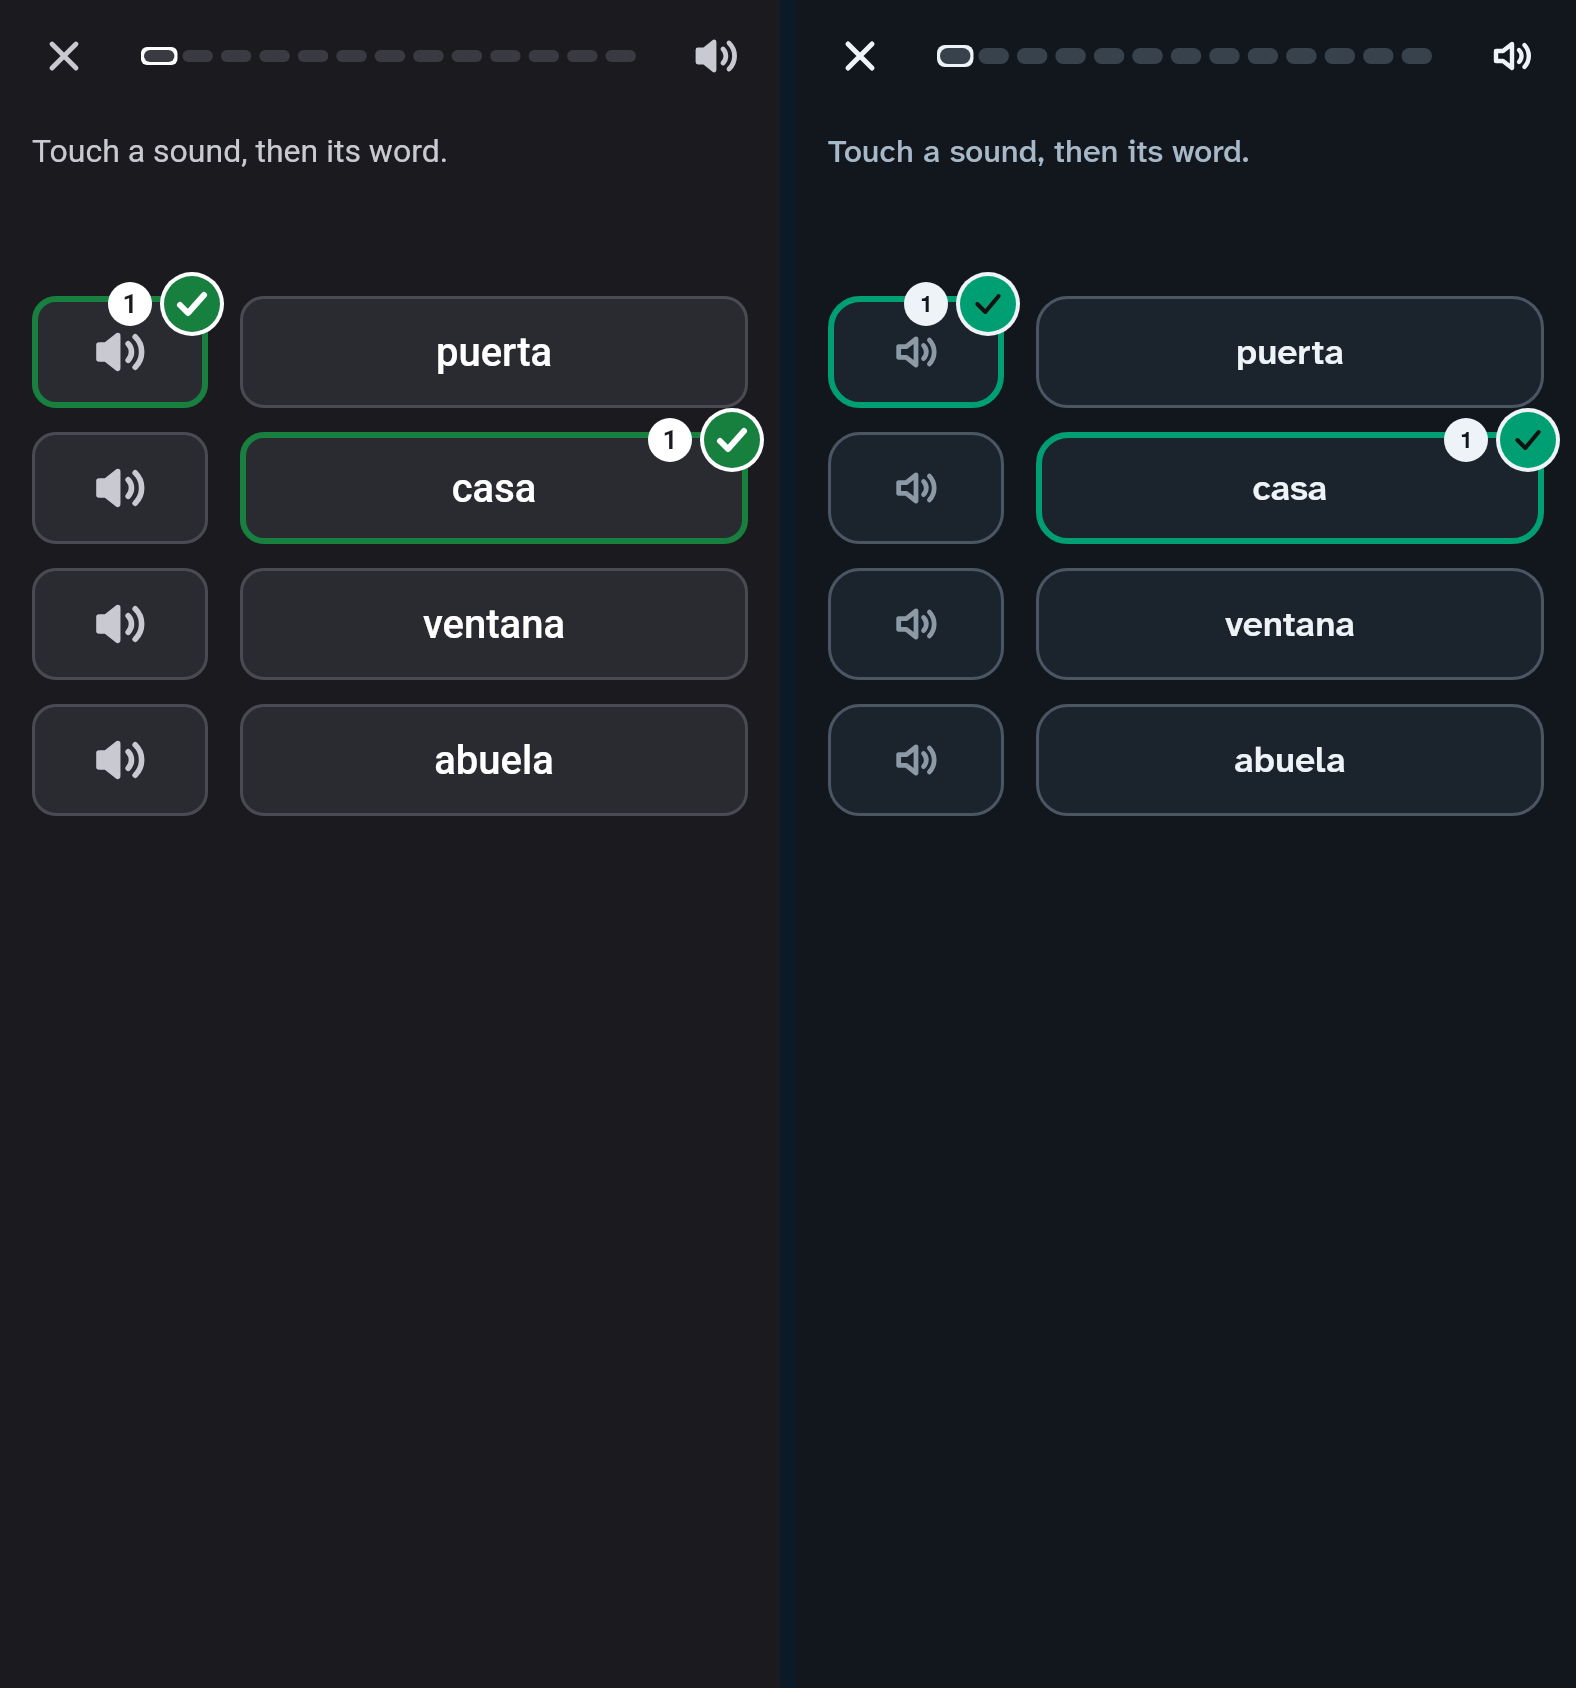 Touch a sound, then its word.
1
puerta
1
casa
ventana
abuela
Touch a sound, then its word.
1
puerta
1
casa
ventana
abuela